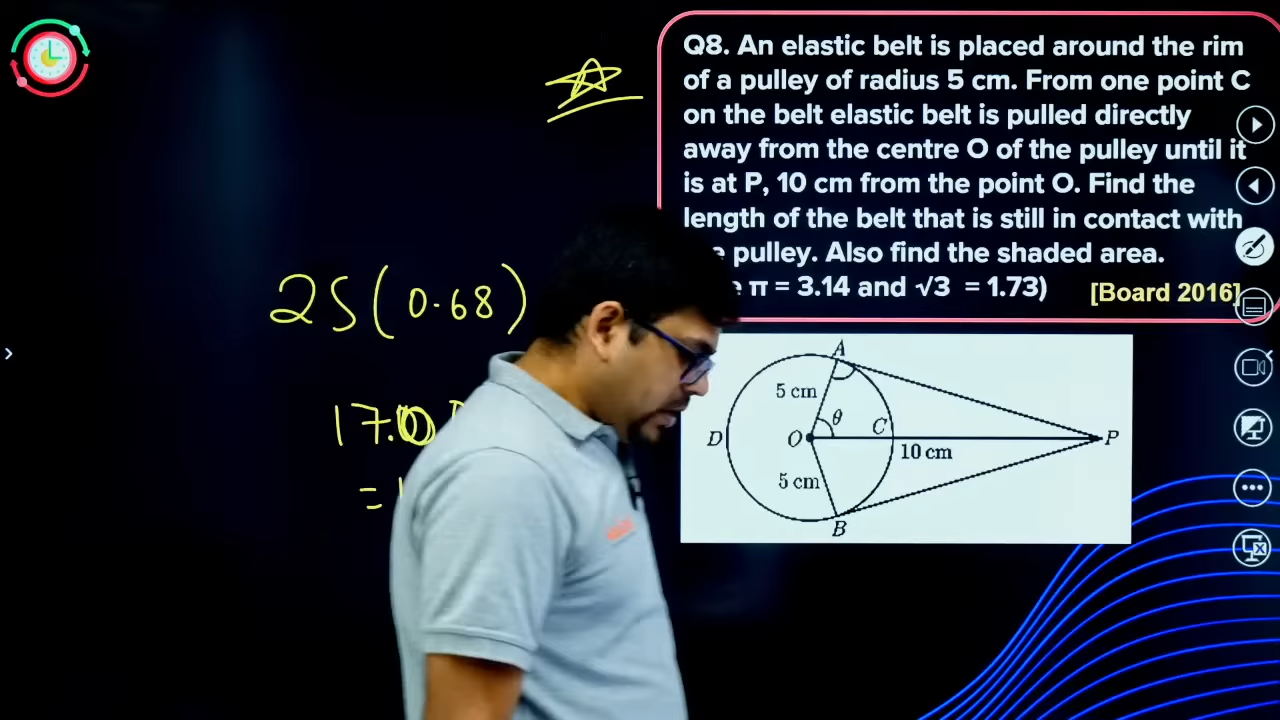 Q8. An elastic belt is placed around the rim
of a pulley of radius 5 cm. From one point C
on the belt elastic belt is pulled directly
away from the centre O of the pulley until it
is at P, 10 cm from the point O. Find the
length of the belt that is still in contact with
pulley. Also find the shaded area.
π = 3.14 and √3 = 1.73)
[Board 2016]
25(0.68)
17.0
=
A
5 cm
θ
C
D
O
P
10 cm
5 cm
B